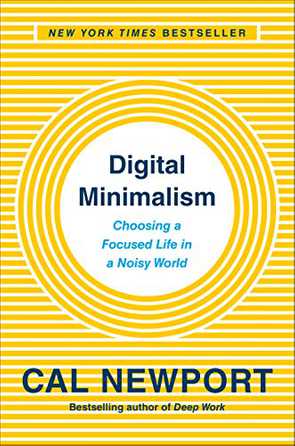 NEW YORK TIMES BESTSELLER
Digital
Minimalism
Choosing a
Focused Life in
a Noisy World
CAL NEWPORT
Bestselling author of Deep Work